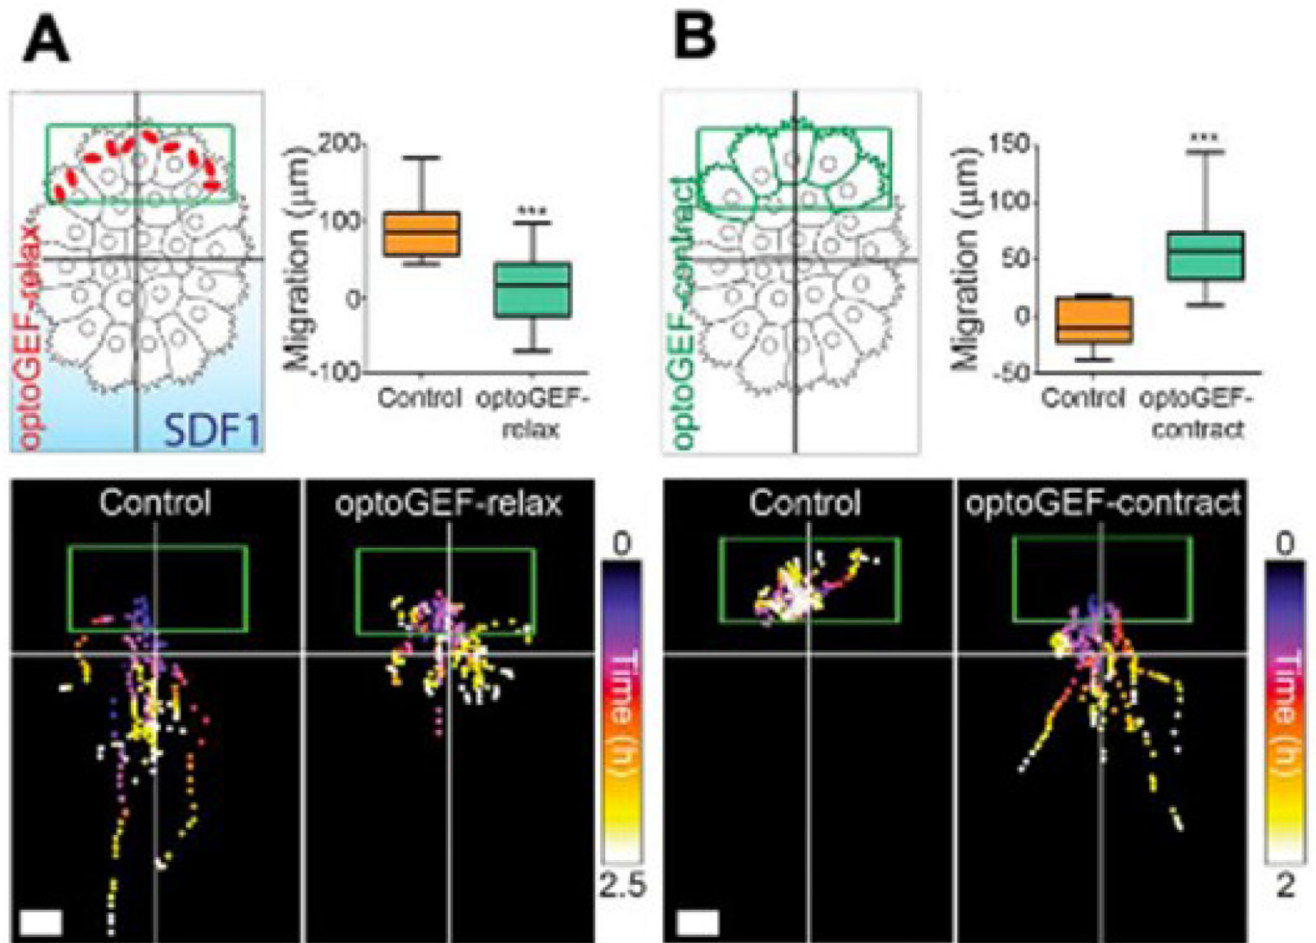 A
B
optoGEF-relax
SDF1
Migration (μm)
200
100
0
-100
***
Control
optoGEF-
relax
optoGEF-contract
Migration (μm)
150
100
50
0
-50
***
Control
optoGEF-
contract
Control
optoGEF-relax
0
Time (h)
2.5
Control
optoGEF-contract
0
Time (h)
2